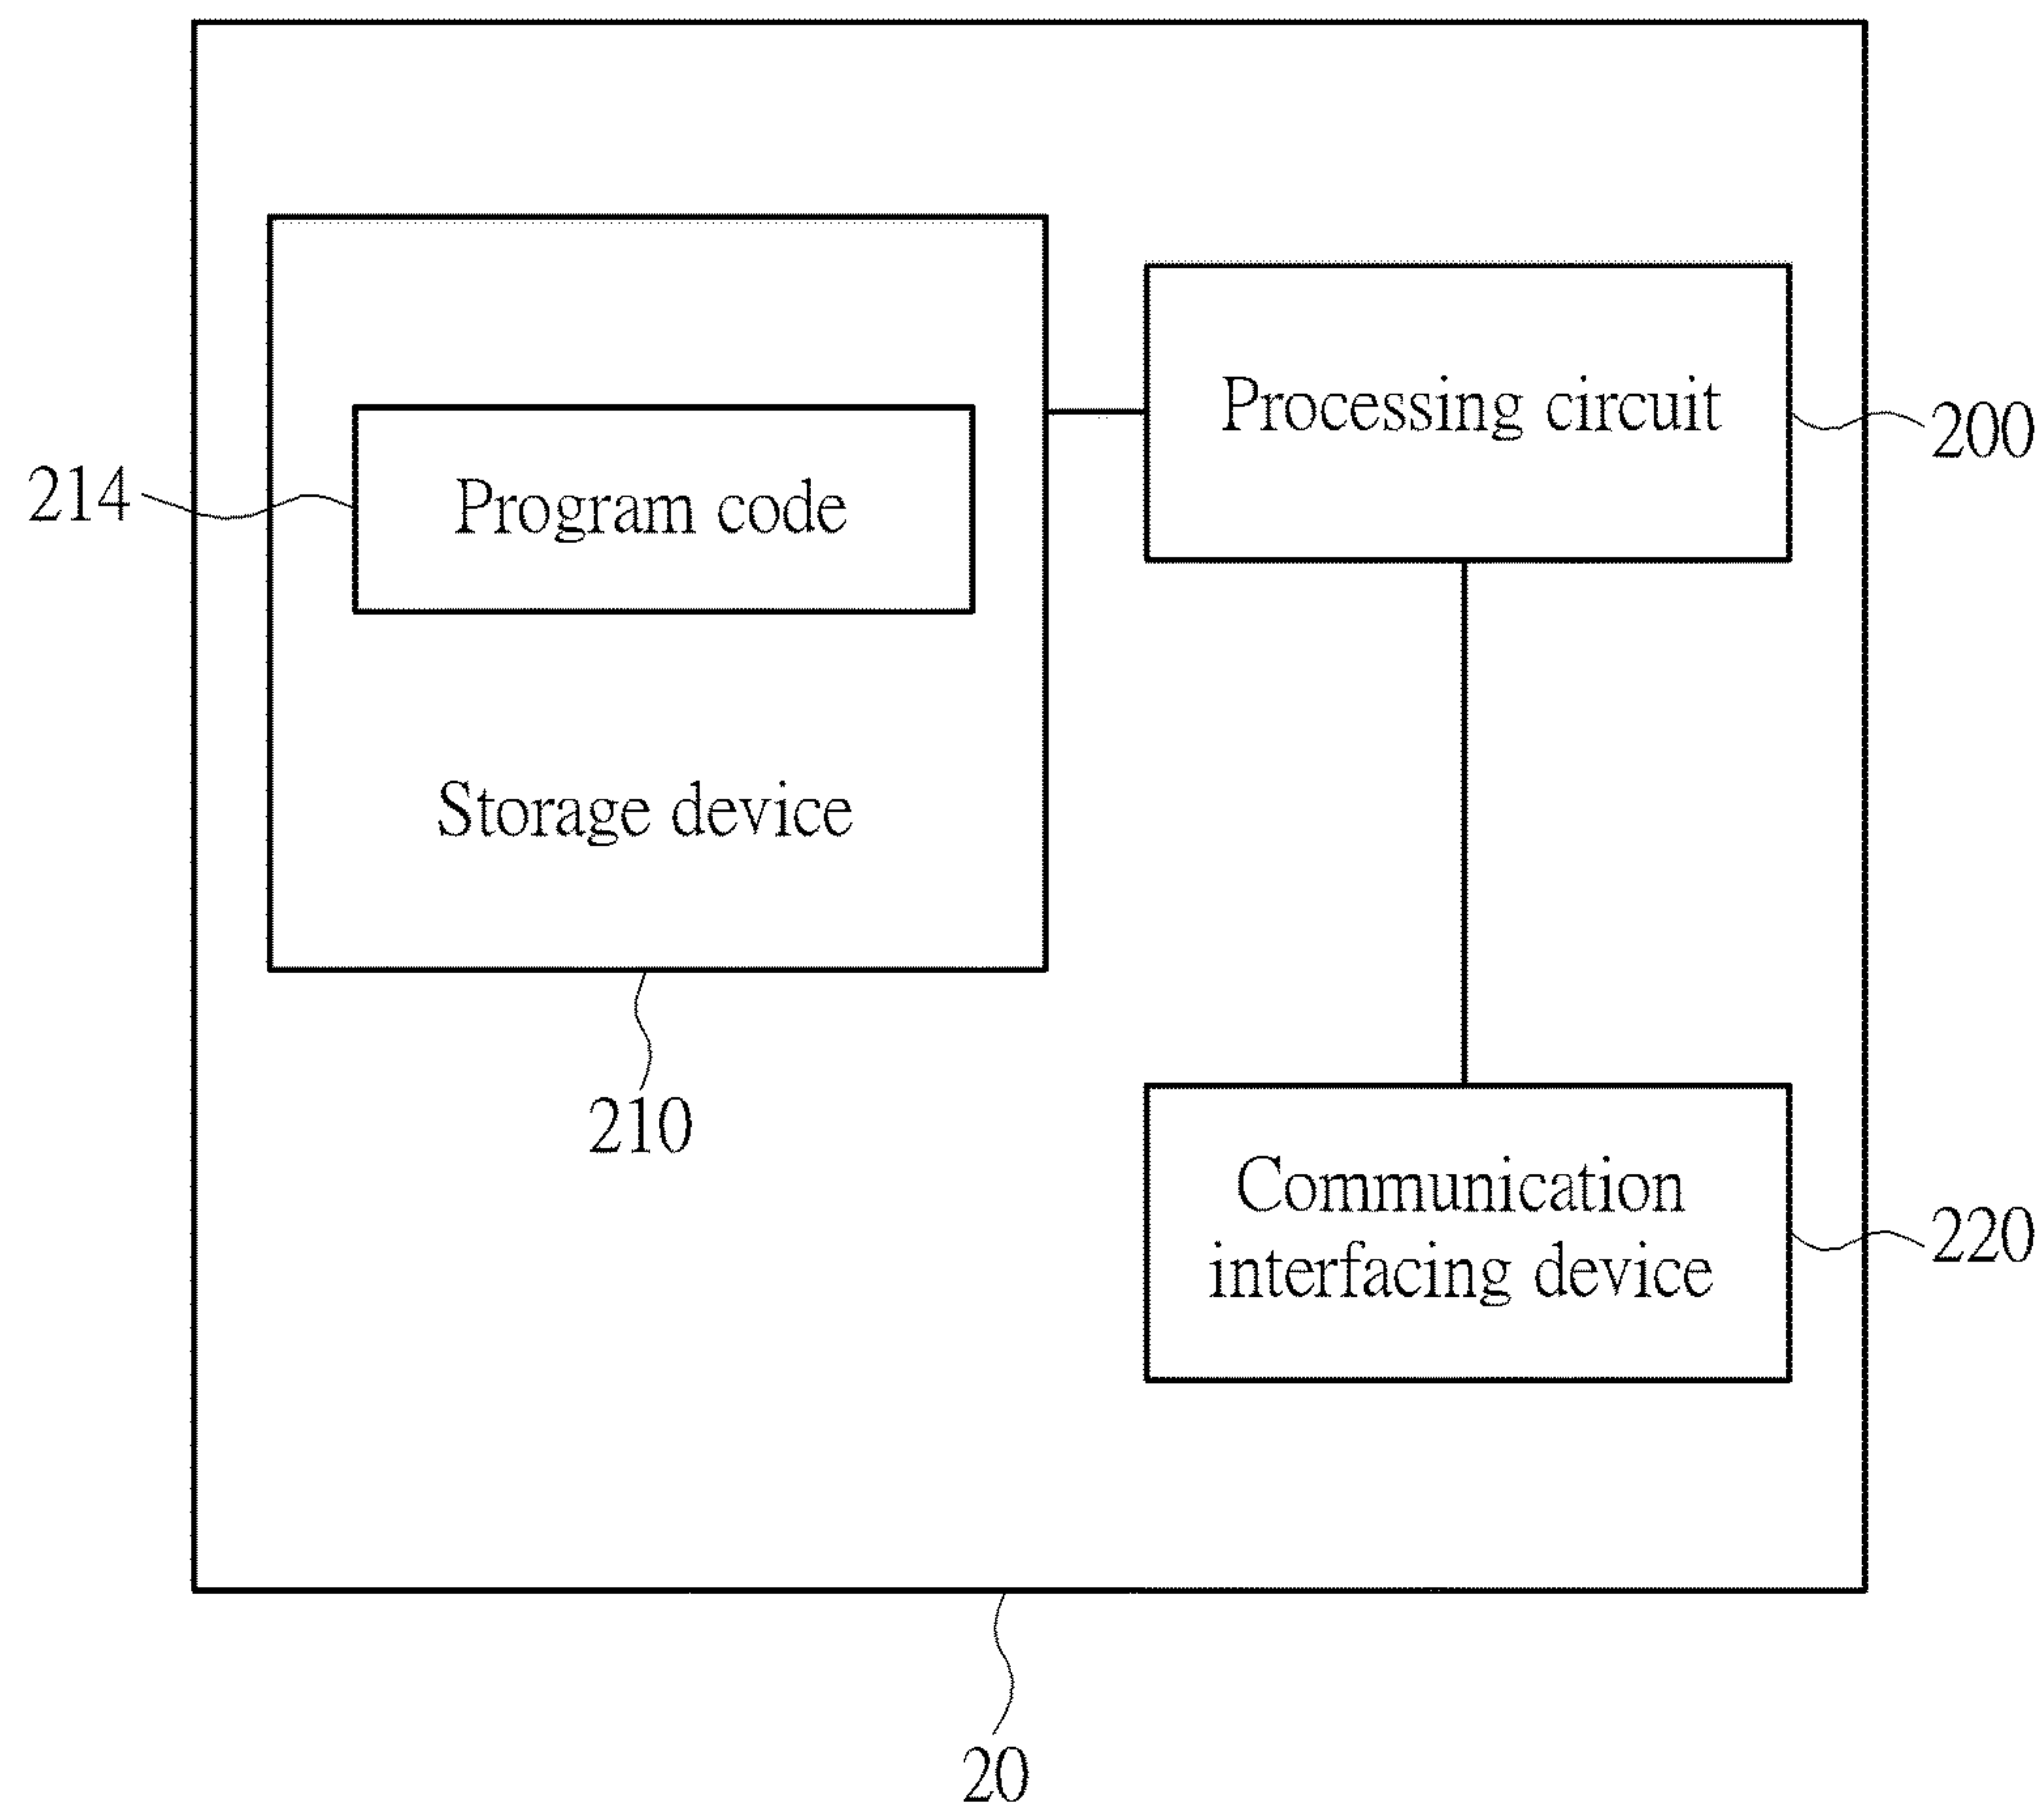 Processing circuit
200
214
Program code
Storage device
210
Communication
interfacing device
220
20